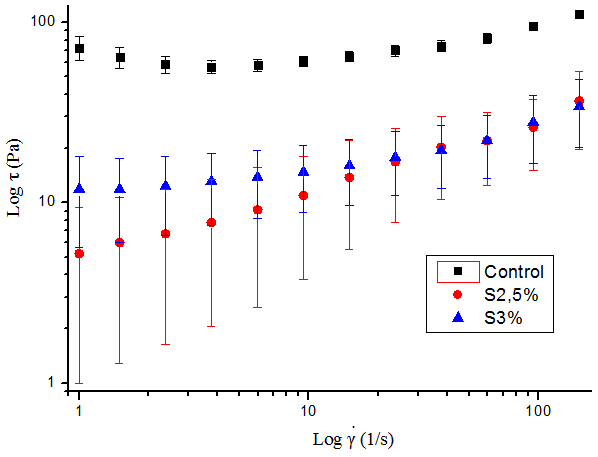 100
10
1
Log τ (Pa)
Control
S2,5%
S3%
1 10 100
Log γ̇ (1/s)